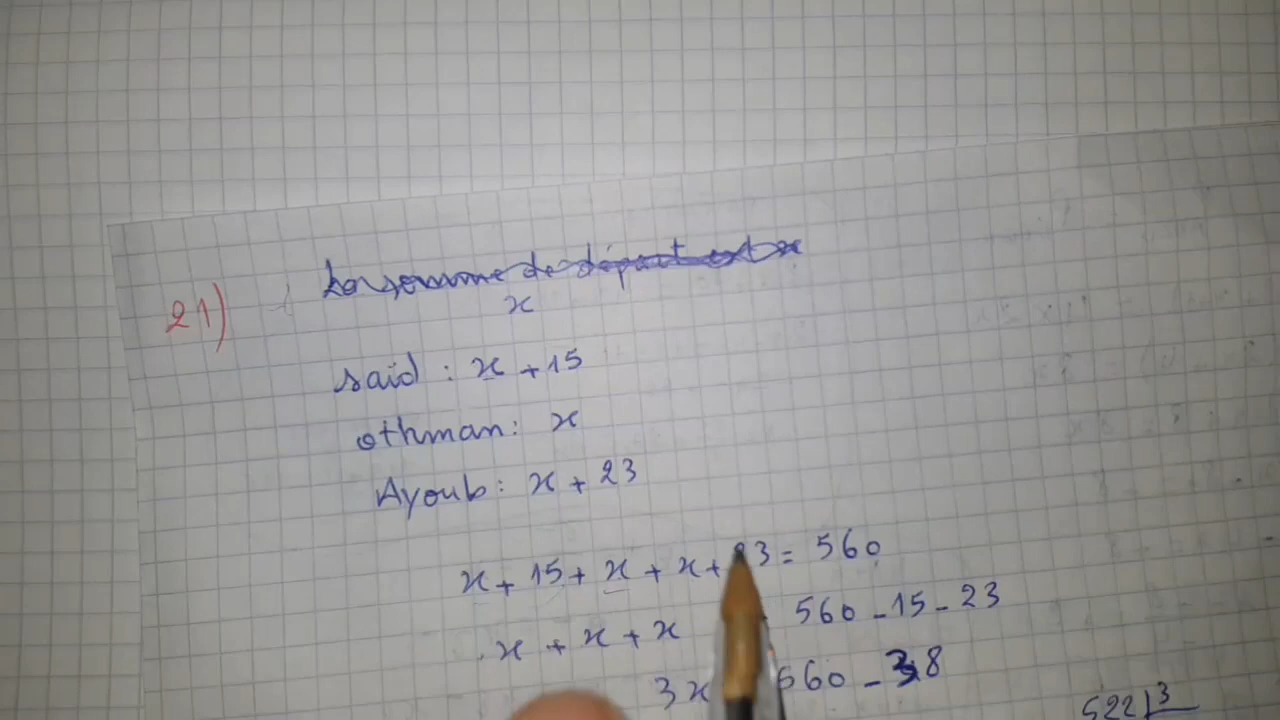 21)
x
said : x + 15
othman : x
Ayoub : x + 23
x + 15 + x + x + 23 = 560
x + x + x 560 - 15 - 23
3x 560 - 38
522 3